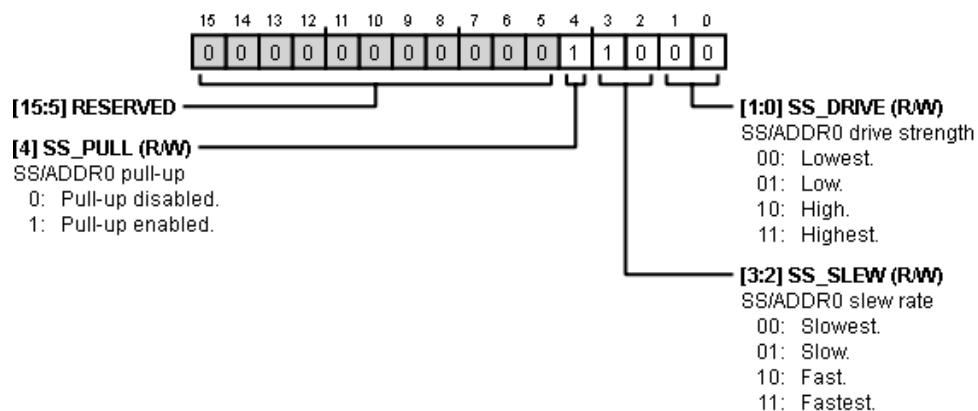 15 14 13 12 11 10 9 8 7 6 5 4 3 2 1 0
0 0 0 0 0 0 0 0 0 0 0 1 1 0 0 0
[15:5] RESERVED
[4] SS_PULL (R/W)
SS/ADDR0 pull-up
0: Pull-up disabled.
1: Pull-up enabled.
[1:0] SS_DRIVE (R/W)
SS/ADDR0 drive strength
00: Lowest.
01: Low.
10: High.
11: Highest.
[3:2] SS_SLEW (R/W)
SS/ADDR0 slew rate
00: Slowest.
01: Slow.
10: Fast.
11: Fastest.